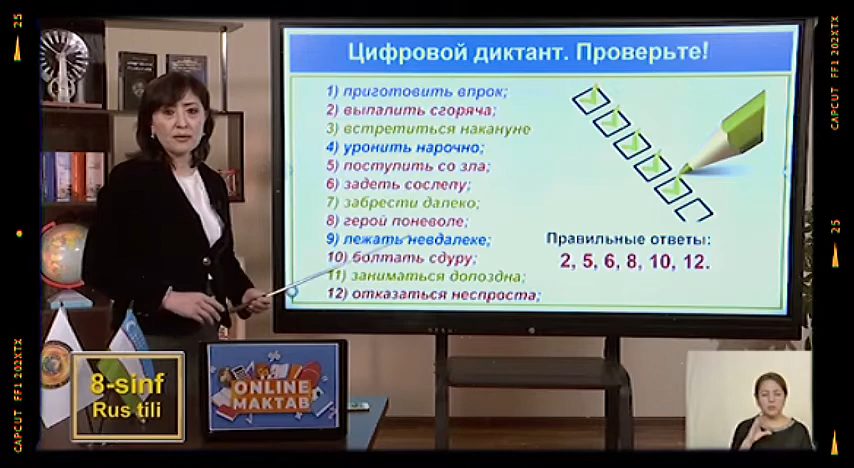 Цифровой диктант. Проверьте!
1) приготовить впрок;
2) выпалить сгоряча;
3) встретиться накануне
4) уронить нарочно;
5) поступить со зла;
6) задеть сослепу;
7) забрести далеко;
8) герой поневоле;
9) лежать невдалеке;
10) болтать сдуру;
11) заниматься допоздна;
12) отказаться неспроста;
Правильные ответы:
2, 5, 6, 8, 10, 12.
8-sinf
Rus tili
ONLINE
MAKTAB
25
CAPCUT FF1 202XTX
CAPCUT FF1 202XTX
25